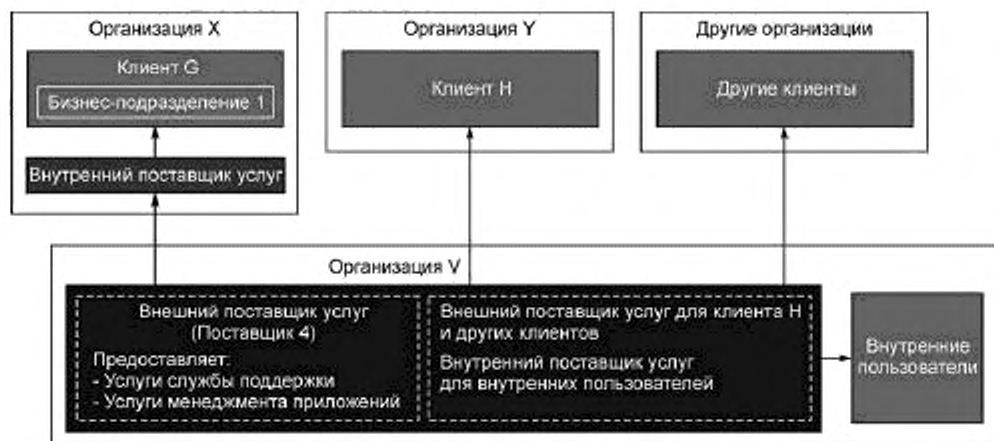 Организация X
Клиент G
Бизнес-подразделение 1
Внутренний поставщик услуг
Организация Y
Клиент H
Другие организации
Другие клиенты
Организация V
Внешний поставщик услуг
(Поставщик 4)
Предоставляет:
- Услуги службы поддержки
- Услуги менеджмента приложений
Внешний поставщик услуг для клиента H
и других клиентов
Внутренний поставщик услуг
для внутренних пользователей
Внутренние
пользователи